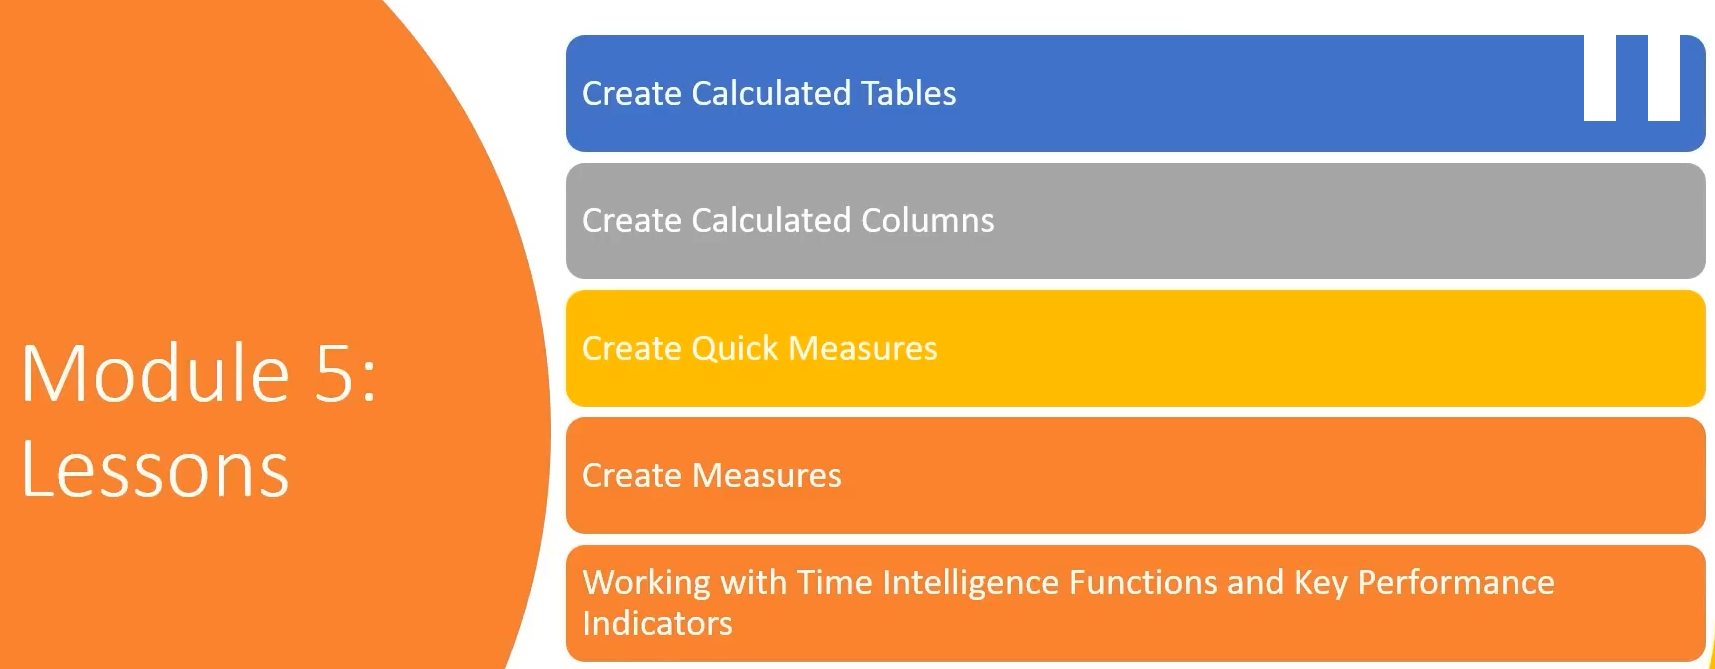 Module 5:
Lessons
Create Calculated Tables
Create Calculated Columns
Create Quick Measures
Create Measures
Working with Time Intelligence Functions and Key Performance
Indicators